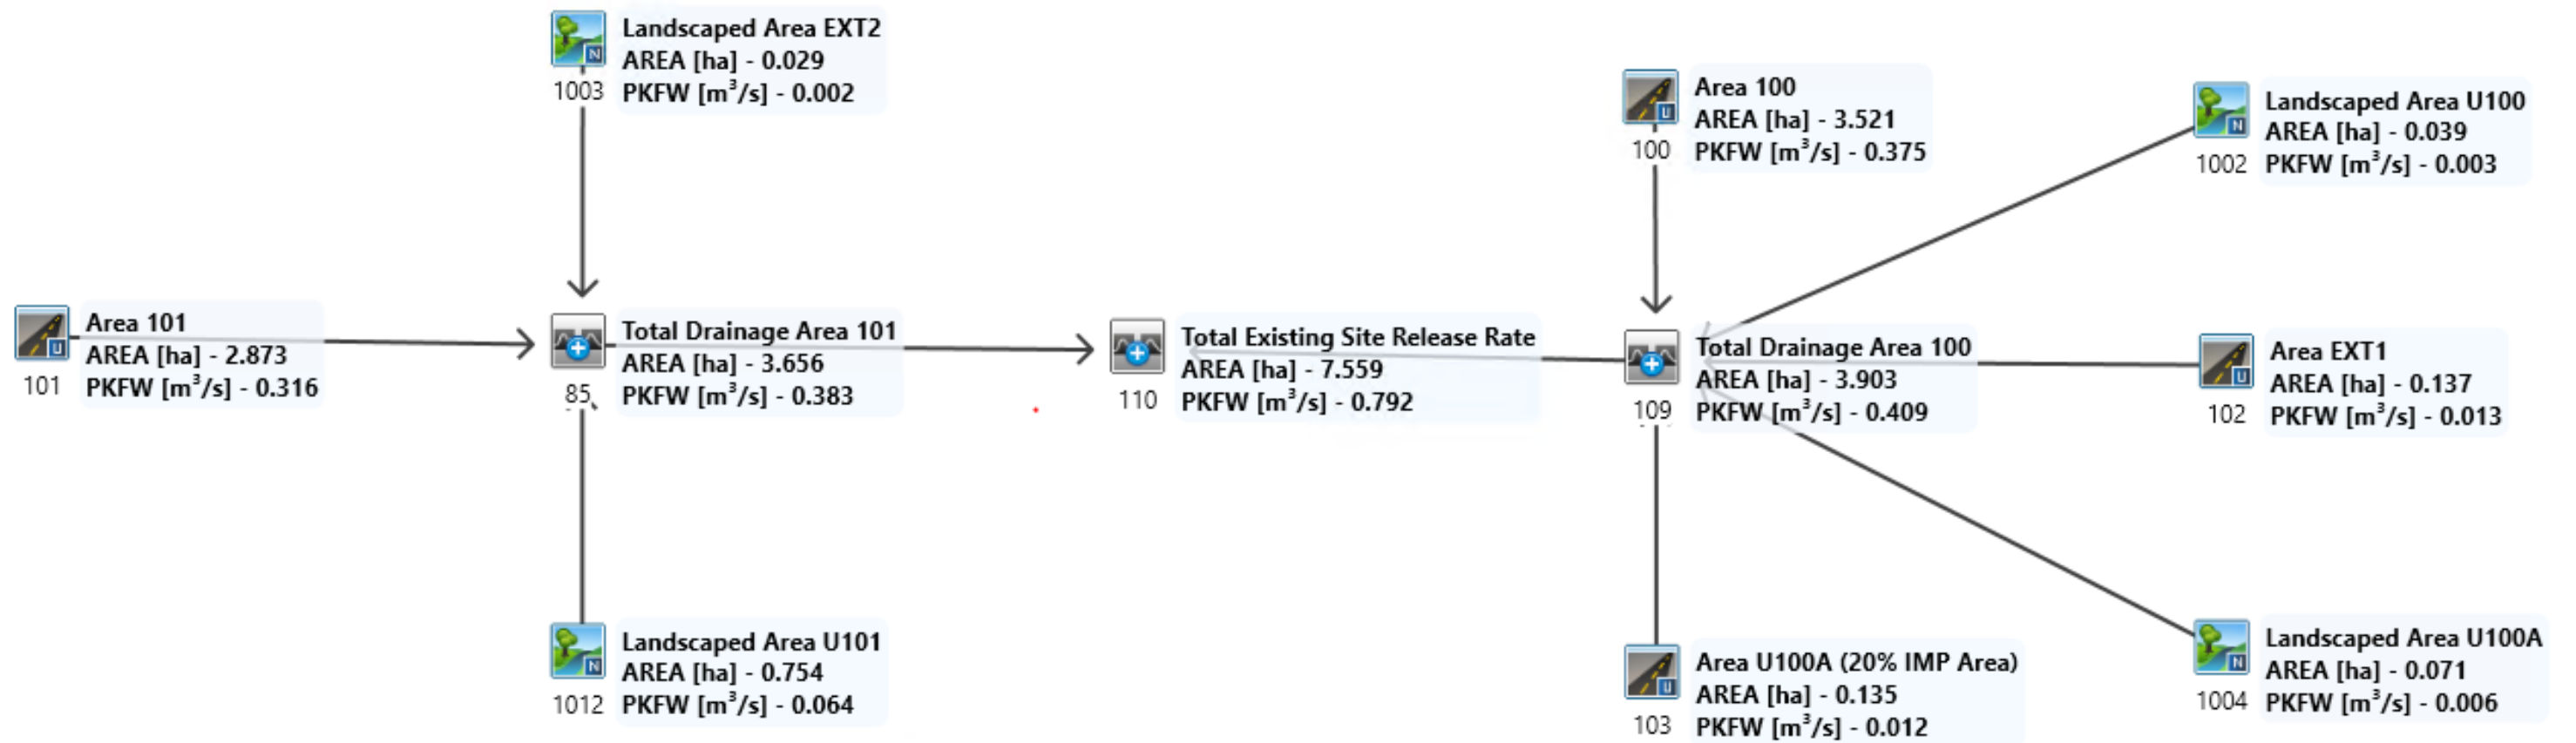 Landscaped Area EXT2
AREA [ha] - 0.029
PKFW [m³/s] - 0.002
1003
Area 100
AREA [ha] - 3.521
PKFW [m³/s] - 0.375
100
Landscaped Area U100
AREA [ha] - 0.039
PKFW [m³/s] - 0.003
1002
Area 101
AREA [ha] - 2.873
PKFW [m³/s] - 0.316
101
Total Drainage Area 101
AREA [ha] - 3.656
PKFW [m³/s] - 0.383
85
Total Existing Site Release Rate
AREA [ha] - 7.559
PKFW [m³/s] - 0.792
110
Total Drainage Area 100
AREA [ha] - 3.903
PKFW [m³/s] - 0.409
109
Area EXT1
AREA [ha] - 0.137
PKFW [m³/s] - 0.013
102
Landscaped Area U101
AREA [ha] - 0.754
PKFW [m³/s] - 0.064
1012
Area U100A (20% IMP Area)
AREA [ha] - 0.135
PKFW [m³/s] - 0.012
103
Landscaped Area U100A
AREA [ha] - 0.071
PKFW [m³/s] - 0.006
1004
N
U
N
U
U
N
U
N